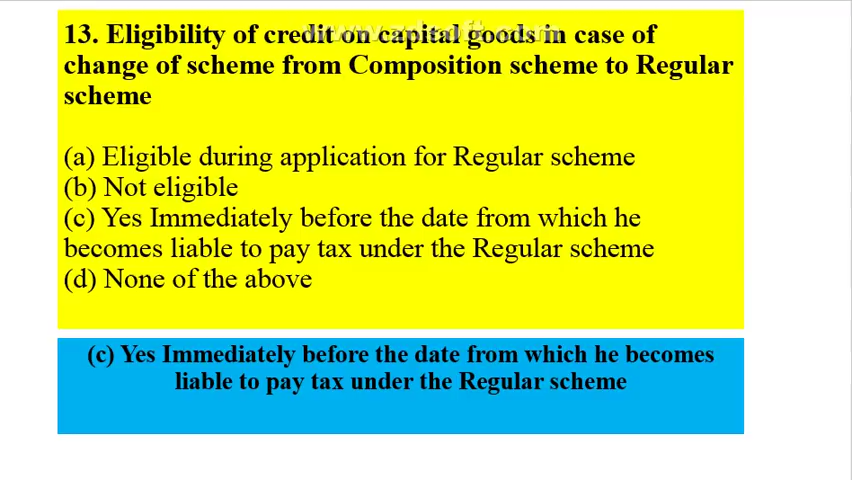 13. Eligibility of credit on capital goods in case of
change of scheme from Composition scheme to Regular
scheme
(a) Eligible during application for Regular scheme
(b) Not eligible
(c) Yes Immediately before the date from which he
becomes liable to pay tax under the Regular scheme
(d) None of the above
(c) Yes Immediately before the date from which he becomes
liable to pay tax under the Regular scheme